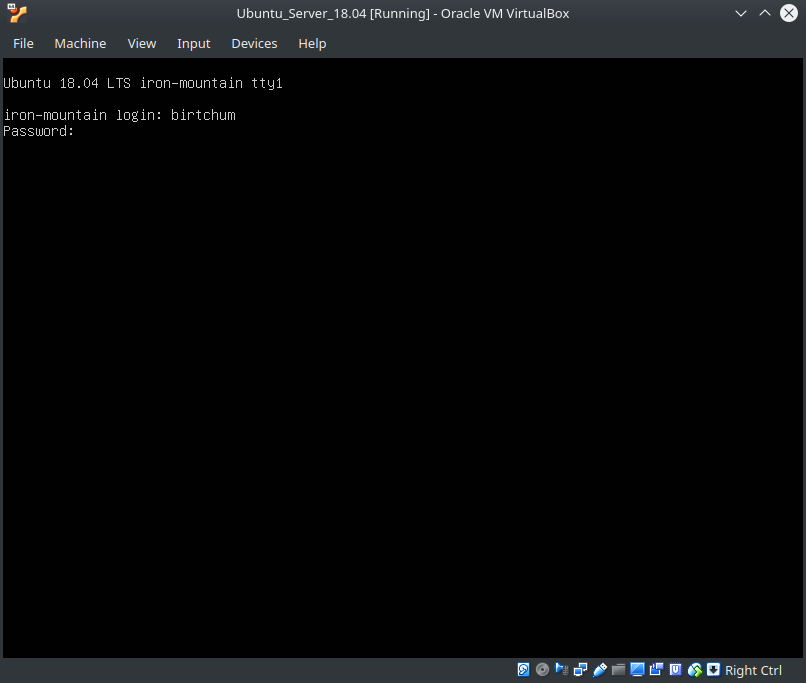 Ubuntu_Server_18.04 [Running] - Oracle VM VirtualBox
File Machine View Input Devices Help
Ubuntu 18.04 LTS iron-mountain tty1
iron-mountain login: birtchum
Password:
Right Ctrl